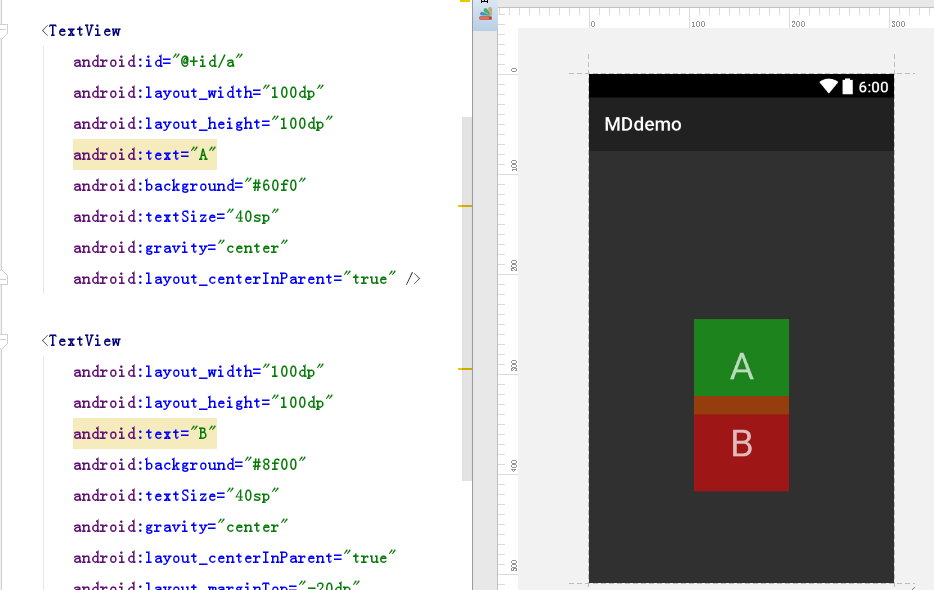 <TextView
android:id="@+id/a"
android:layout_width="100dp"
android:layout_height="100dp"
android:text="A"
android:background="#60f0"
android:textSize="40sp"
android:gravity="center"
android:layout_centerInParent="true" />
<TextView
android:layout_width="100dp"
android:layout_height="100dp"
android:text="B"
android:background="#8f00"
android:textSize="40sp"
android:gravity="center"
android:layout_centerInParent="true"
android:layout_marginTop="-20dp"
0 100 200 300
0
100
200
300
400
500
6:00
MDdemo
A
B